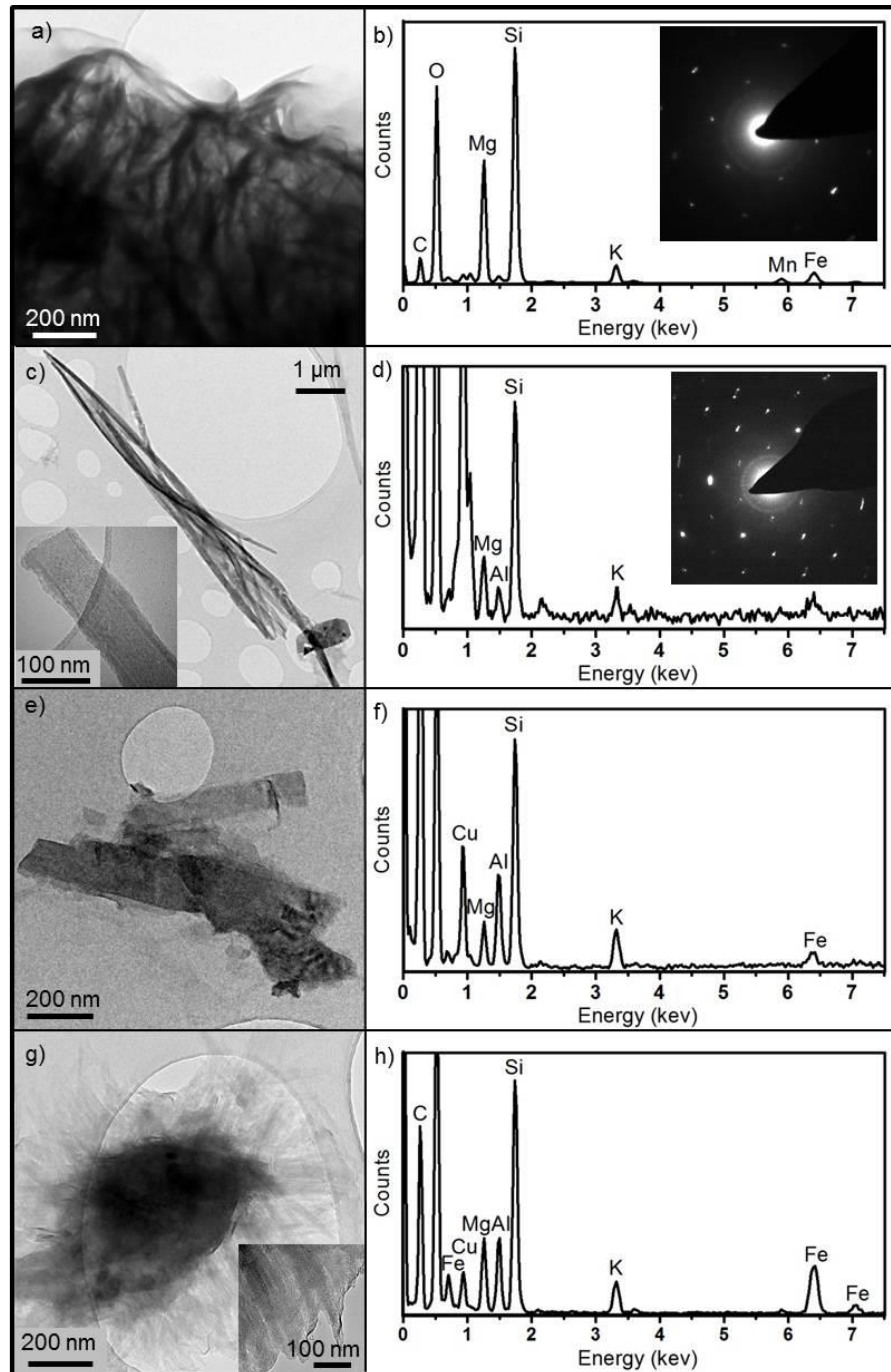 a)
200 nm
b)
Counts
C
O
Mg
Si
K
Mn
Fe
0 1 2 3 4 5 6 7
Energy (kev)
c)
1 µm
100 nm
d)
Counts
Mg
Al
Si
K
0 1 2 3 4 5 6 7
Energy (kev)
e)
200 nm
f)
Counts
Cu
Mg
Al
Si
K
Fe
0 1 2 3 4 5 6 7
Energy (kev)
g)
200 nm
100 nm
h)
Counts
C
Fe
Cu
Mg
Al
Si
K
Fe
Fe
0 1 2 3 4 5 6 7
Energy (kev)